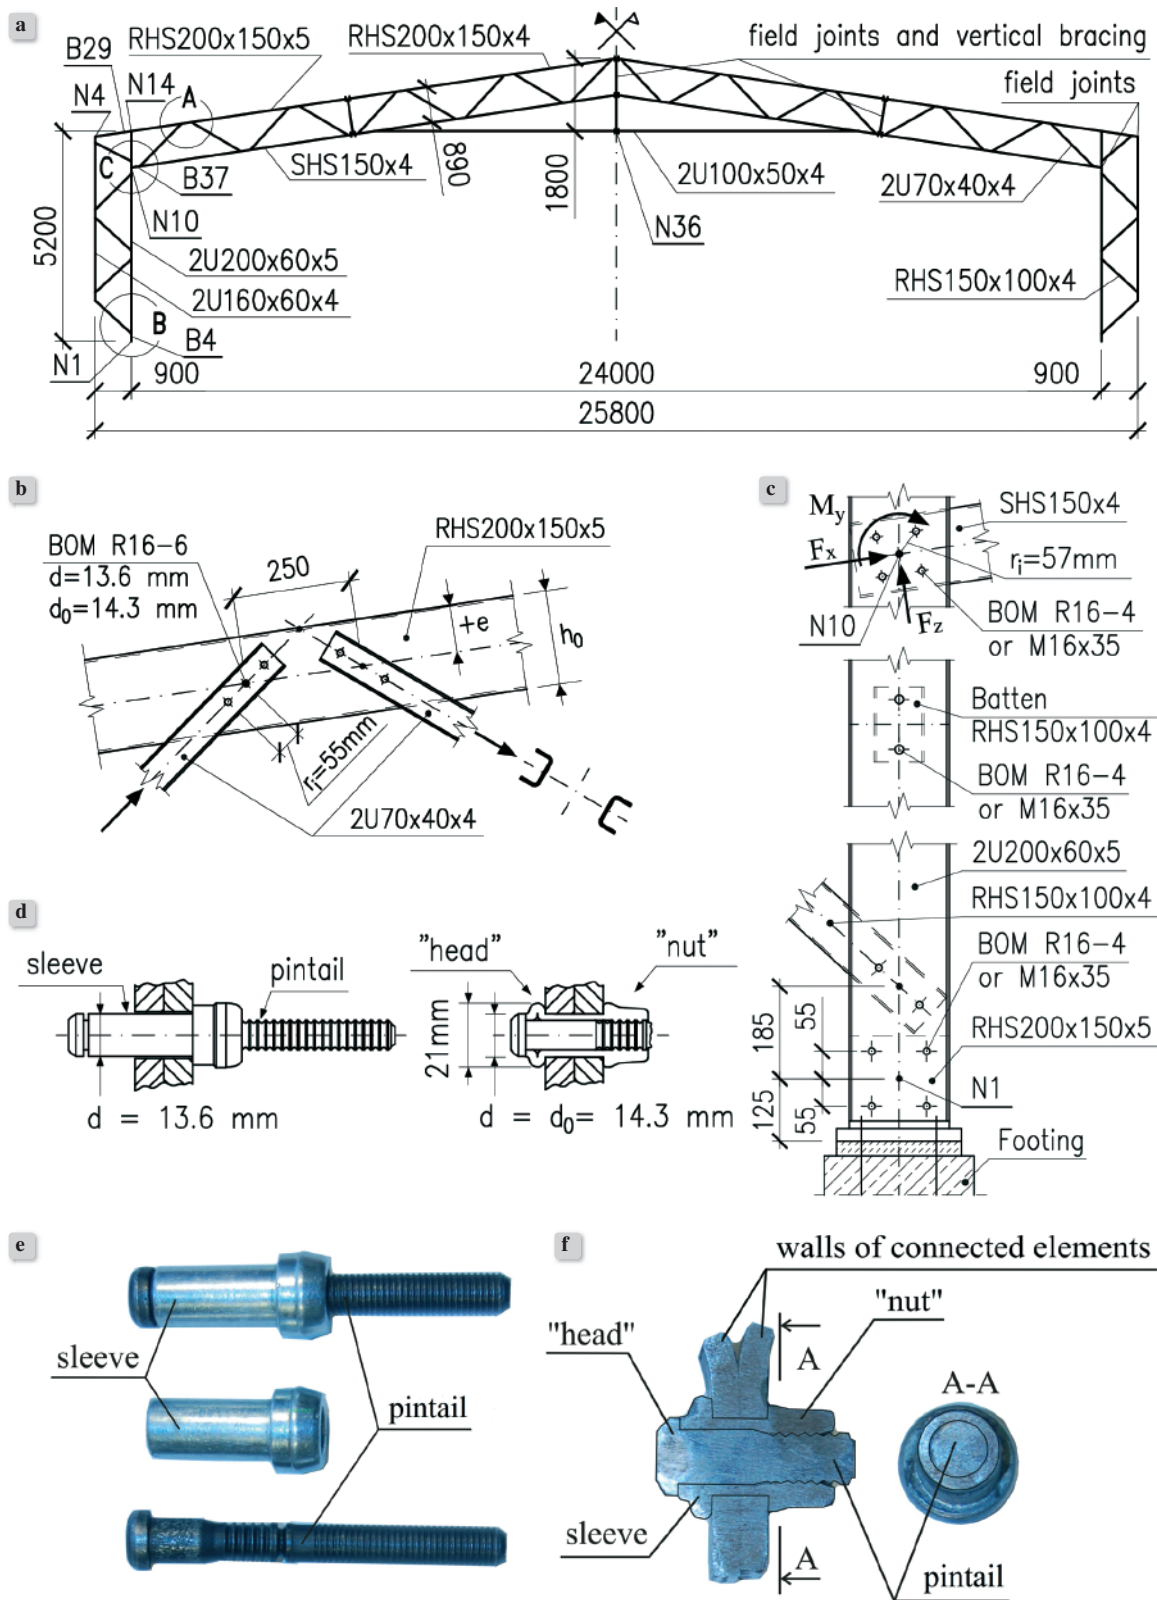 a
RHS200x150x5
RHS200x150x4
field joints and vertical bracing
B29
N14
A
field joints
N4
C
B37
SHS150x4
890
1800
2U100x50x4
2U70x40x4
N10
N36
5200
2U200x60x5
2U160x60x4
RHS150x100x4
B
B4
N1
900
24000
900
25800
b
RHS200x150x5
BOM R16-6
d=13.6 mm
d₀=14.3 mm
250
+e
h₀
rᵢ=55mm
2U70x40x4
c
My
SHS150x4
Fx
rᵢ=57mm
N10
Fz
BOM R16-4
or M16x35
Batten
RHS150x100x4
BOM R16-4
or M16x35
2U200x60x5
RHS150x100x4
BOM R16-4
or M16x35
185
55
RHS200x150x5
125
55
N1
Footing
d
sleeve
pintail
"head"
"nut"
21mm
d = 13.6 mm
d = d₀= 14.3 mm
e
sleeve
pintail
f
walls of connected elements
"nut"
"head"
A
A-A
sleeve
A
pintail